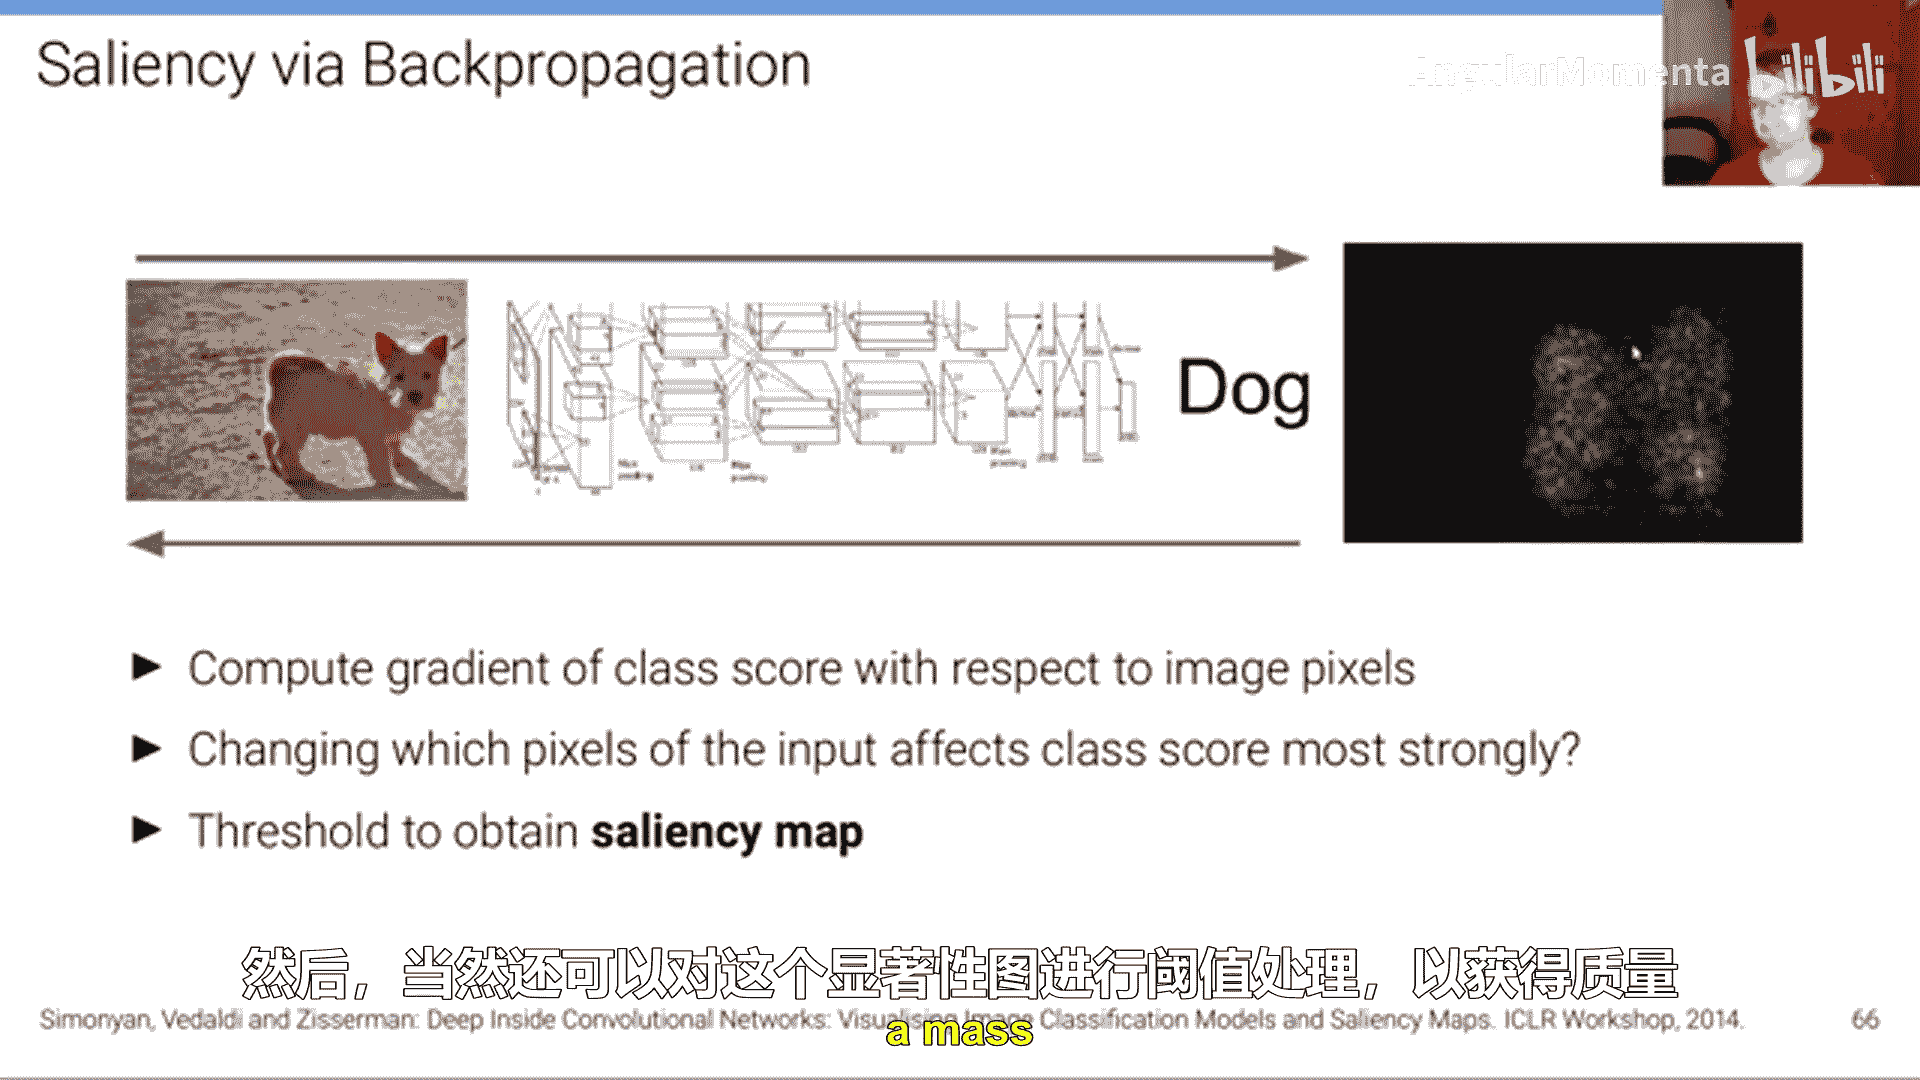 Saliency via Backpropagation
AngularMomenta bilibili
Dog
Compute gradient of class score with respect to image pixels
Changing which pixels of the input affects class score most strongly?
Threshold to obtain saliency map
然后，当然还可以对这个显著性图进行阈值处理，以获得质量
Simonyan, Vedaldi and Zisserman: Deep Inside Convolutional Networks: Visualising Image Classification Models and Saliency Maps. ICLR Workshop, 2014.
66
a mass